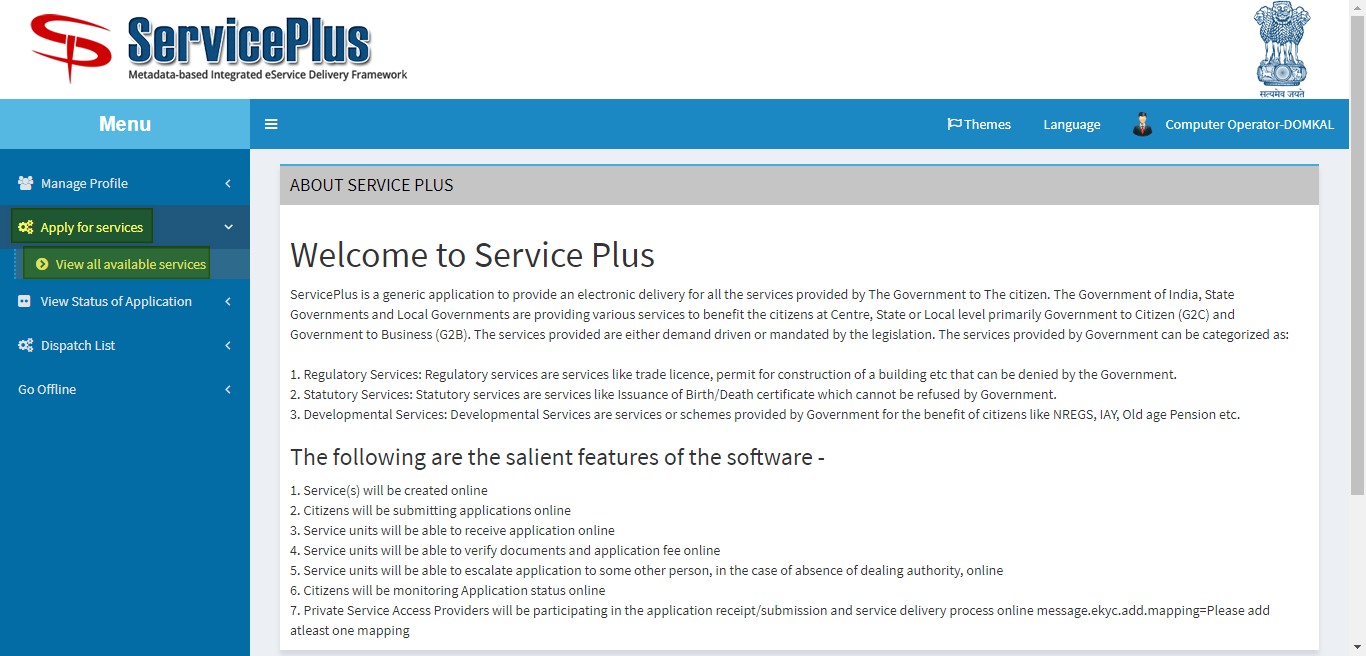 ServicePlus
Metadata-based Integrated eService Delivery Framework
सत्यमेव जयते
Menu
Themes
Language
Computer Operator-DOMKAL
Manage Profile
Apply for services
View all available services
View Status of Application
Dispatch List
Go Offline
ABOUT SERVICE PLUS
Welcome to Service Plus
ServicePlus is a generic application to provide an electronic delivery for all the services provided by The Government to The citizen. The Government of India, State
Governments and Local Governments are providing various services to benefit the citizens at Centre, State or Local level primarily Government to Citizen (G2C) and
Government to Business (G2B). The services provided are either demand driven or mandated by the legislation. The services provided by Government can be categorized as:
1. Regulatory Services: Regulatory services are services like trade licence, permit for construction of a building etc that can be denied by the Government.
2. Statutory Services: Statutory services are services like Issuance of Birth/Death certificate which cannot be refused by Government.
3. Developmental Services: Developmental Services are services or schemes provided by Government for the benefit of citizens like NREGS, IAY, Old age Pension etc.
The following are the salient features of the software -
1. Service(s) will be created online
2. Citizens will be submitting applications online
3. Service units will be able to receive application online
4. Service units will be able to verify documents and application fee online
5. Service units will be able to escalate application to some other person, in the case of absence of dealing authority, online
6. Citizens will be monitoring Application status online
7. Private Service Access Providers will be participating in the application receipt/submission and service delivery process online message.ekyc.add.mapping=Please add
atleast one mapping